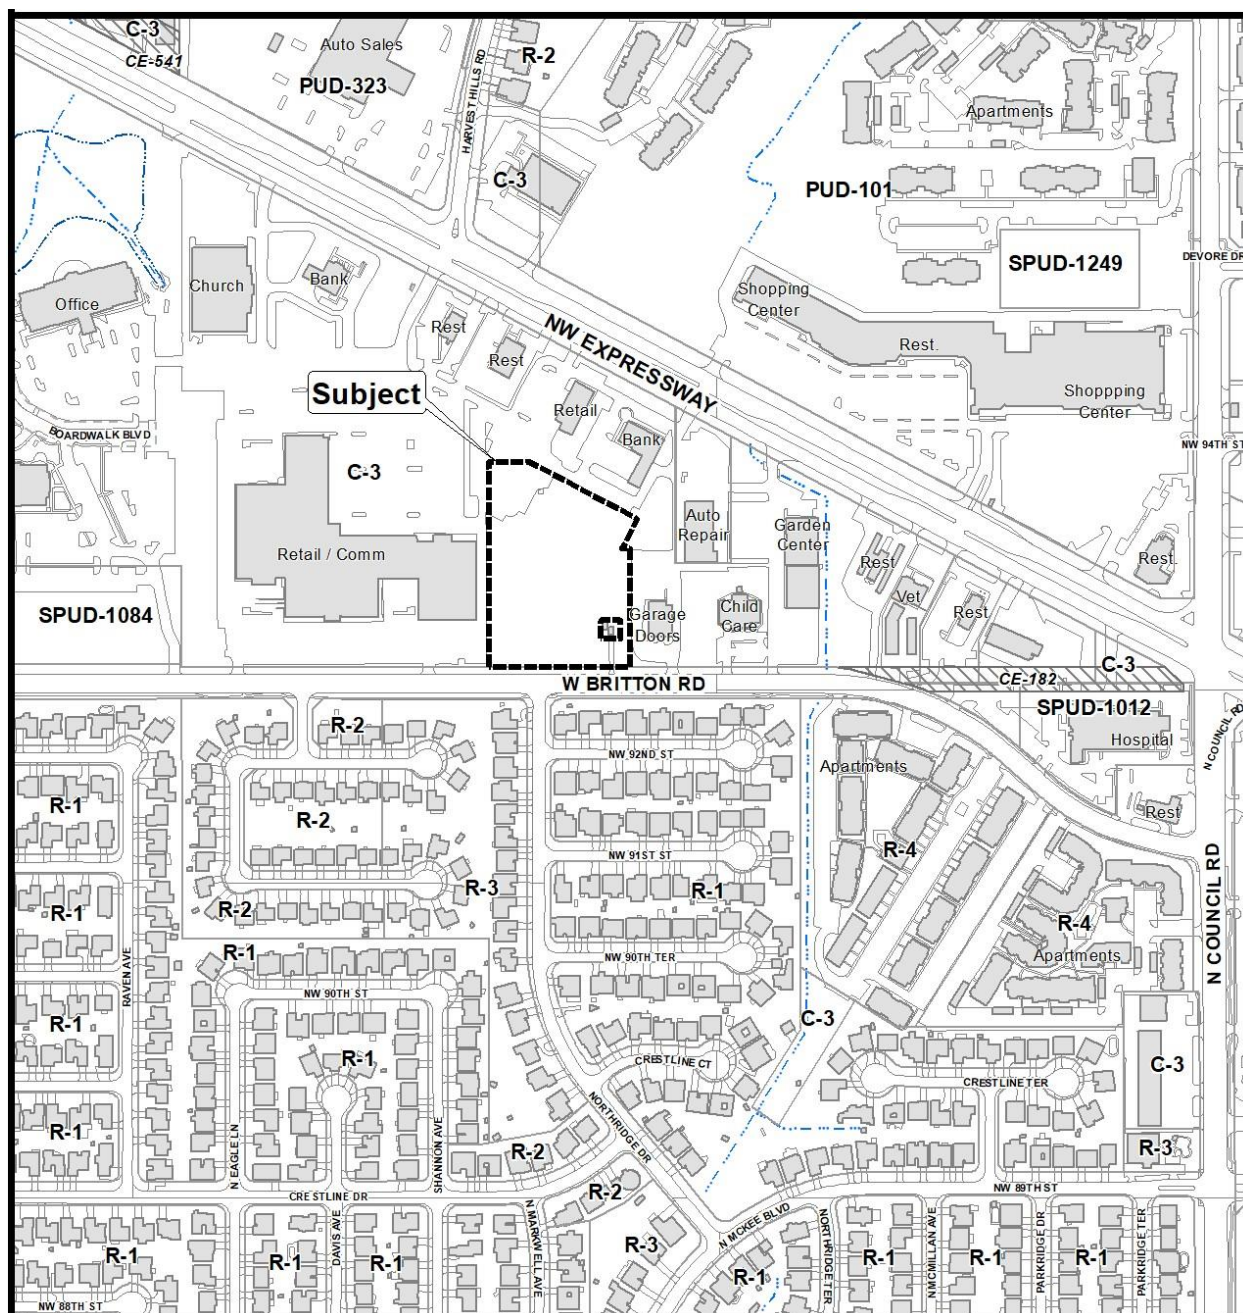 C-3
CE-541
Auto Sales
PUD-323
HARVEST HILLS RD
R-2
C-3
Apartments
PUD-101
SPUD-1249
DEVORE DR
Office
Church
Bank
Rest
Rest
NW EXPRESSWAY
Shoppping
Center
Rest.
Shoppping
Center
Subject
Retail
Bank
BOARDWALK BLVD
NW 94TH ST
C-3
Auto
Repair
Garden
Center
Retail / Comm
Rest
Rest.
Vet
Rest
SPUD-1084
Garage
Doors
Child
Care
W BRITTON RD
C-3
CE-182
SPUD-1012
Hospital
N COUNCIL RD
R-2
NW 92ND ST
Apartments
R-1
R-2
Rest
NW 91ST ST
R-4
N COUNCIL RD
R-3
R-1
R-1
R-2
R-4
R-1
NW 90TH TER
Apartments
RAVEN AVE
NW 90TH ST
R-1
C-3
R-1
CRESTLINE CT
C-3
CRESTLINE TER
NORTHRIDGE DR
R-1
N EAGLE LN
SHANNON AVE
R-2
R-3
CRESTLINE DR
R-2
NW 89TH ST
N MARKWELL AVE
DAVIS AVE
N MCKEE BLVD
NORTHRIDGE TER
N MCMILLAN AVE
PARKRIDGE DR
PARKRIDGE TER
R-1
R-1
R-1
R-3
R-1
R-1
R-1
R-1
NW 88TH ST